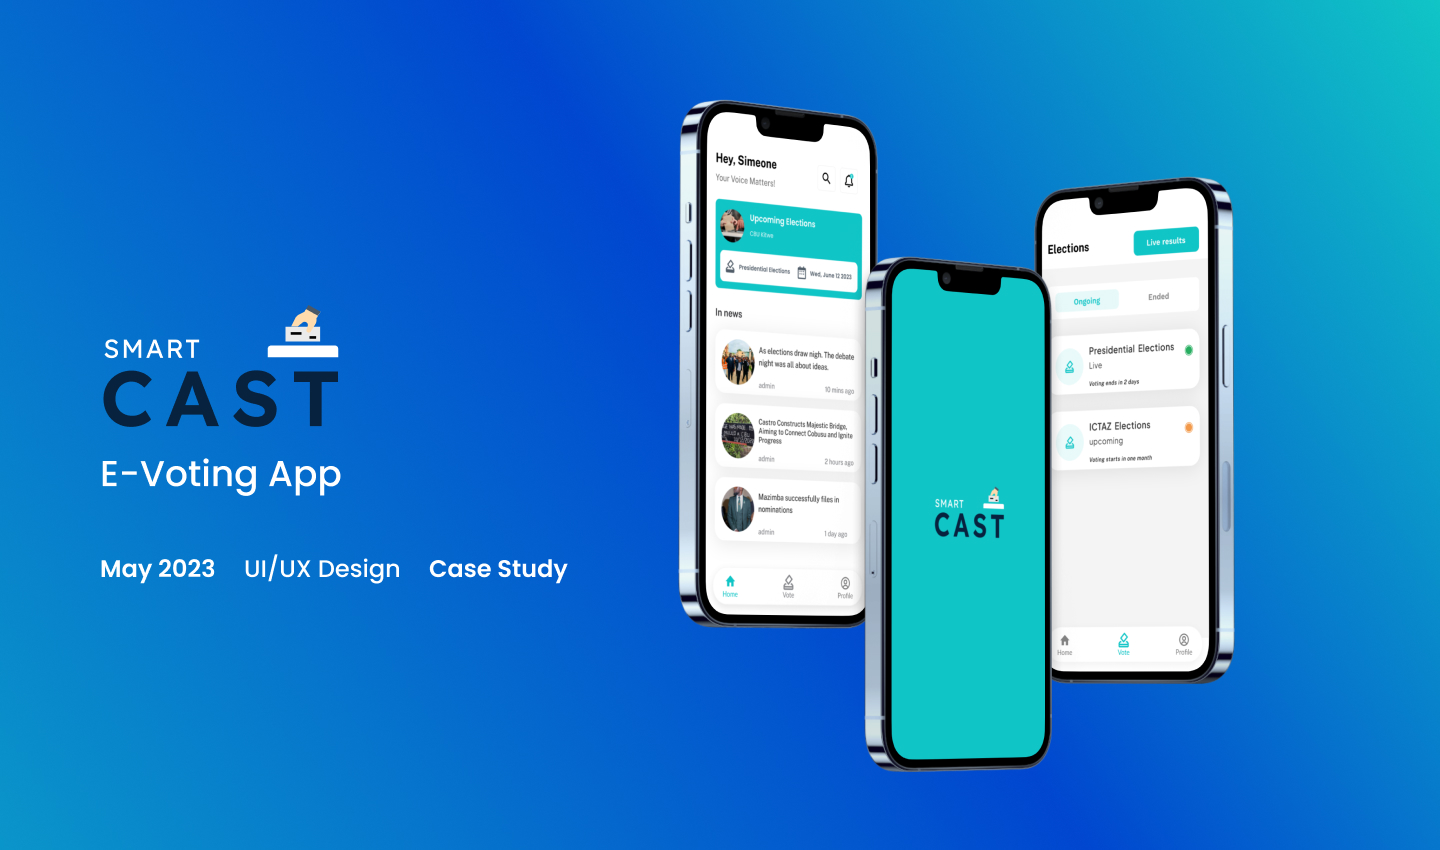 SMART
CAST
E-Voting App
May 2023 UI/UX Design Case Study
Hey, Simeone
Your Voice Matters!
Upcoming Elections
CBU Kitwe
Presidential Elections
Wed, June 12 2023
In news
As elections draw nigh. The debate
night was all about ideas.
admin 10 mins ago
Castro Constructs Majestic Bridge,
Aiming to Connect Cobusu and Ignite
Progress
admin 2 hours ago
Mazimba successfully files in
nominations
admin 1 day ago
Home Vote Profile
SMART
CAST
Elections
Live results
Ongoing Ended
Presidential Elections
Live
Voting ends in 2 days
ICTAZ Elections
upcoming
Voting starts in one month
Home Vote Profile